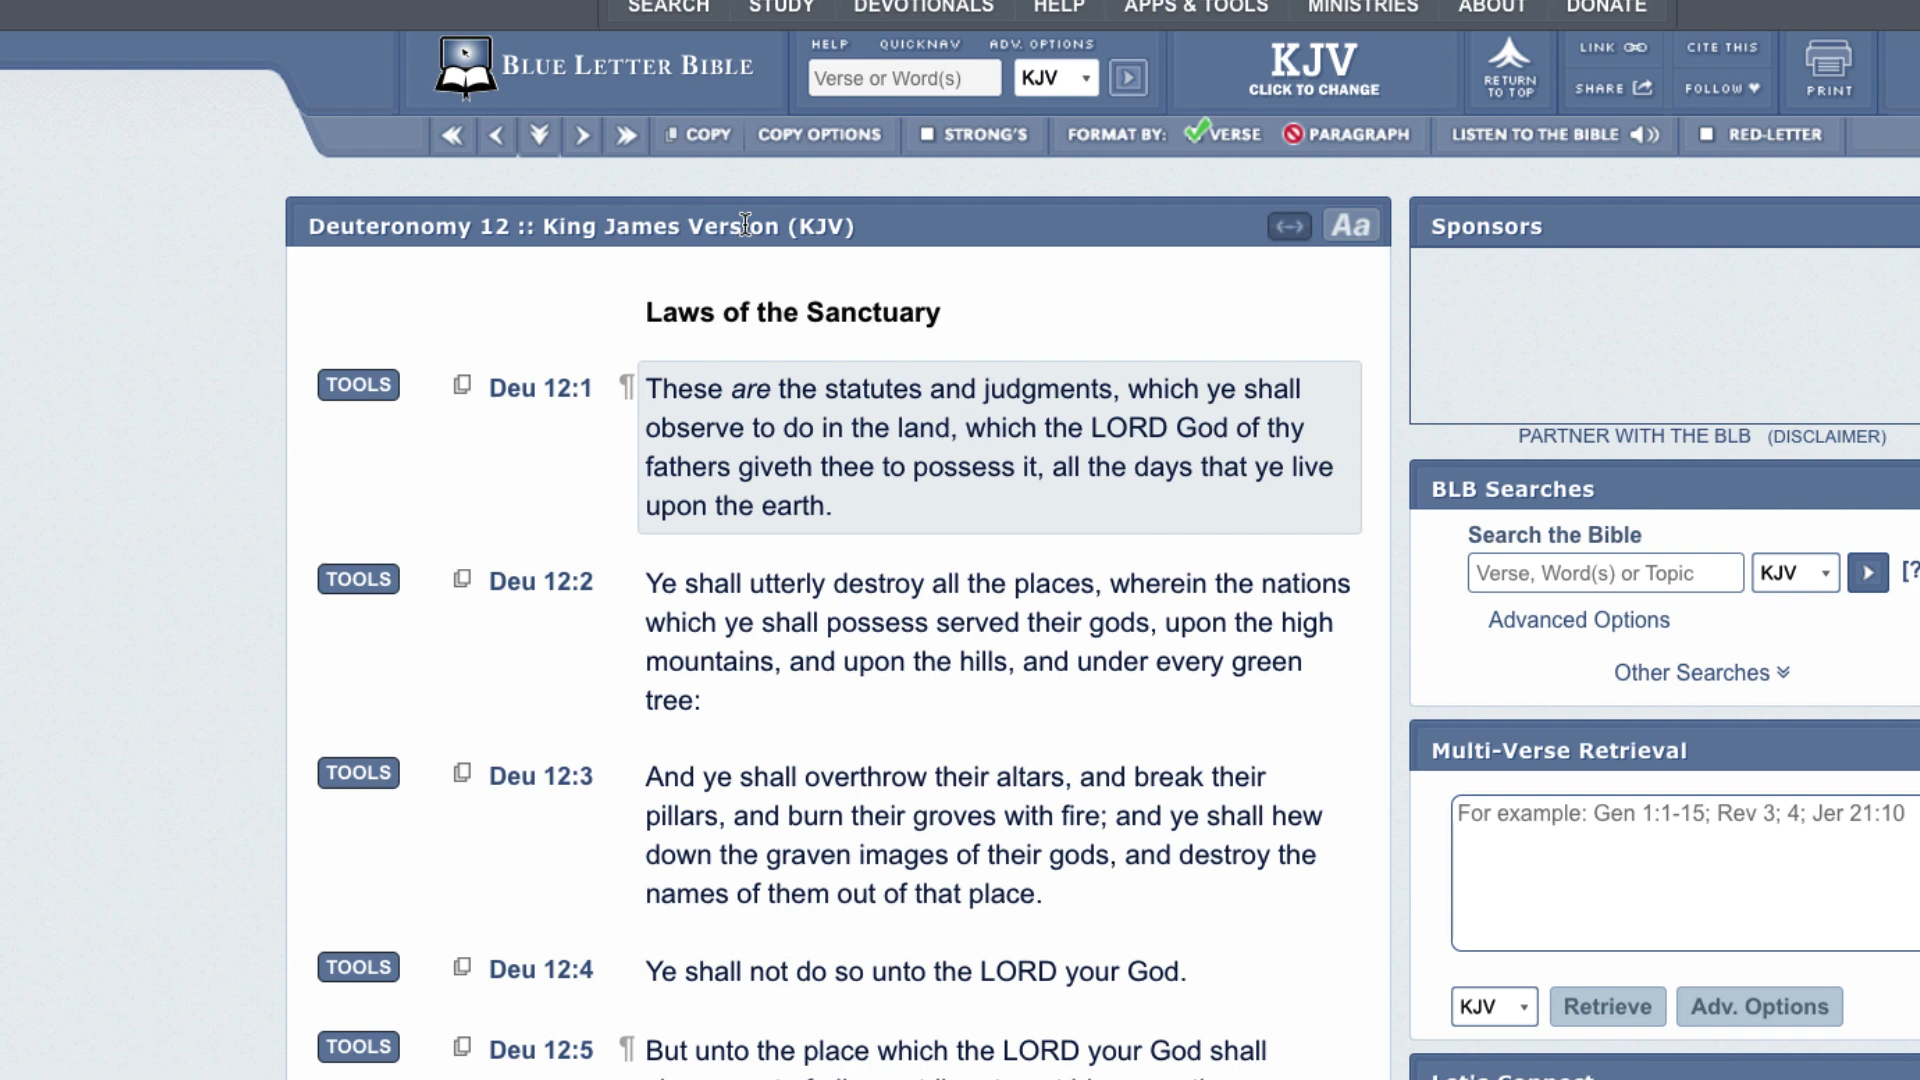 SEARCH STUDY DEVOTIONALS HELP APPS & TOOLS MINISTRIES ABOUT DONATE
BLUE LETTER BIBLE
HELP QUICKNAV ADV. OPTIONS
Verse or Word(s) KJV
KJV
CLICK TO CHANGE
RETURN
TO TOP
LINK
SHARE
CITE THIS
FOLLOW
PRINT
COPY COPY OPTIONS STRONG'S FORMAT BY: VERSE PARAGRAPH LISTEN TO THE BIBLE RED-LETTER
Deuteronomy 12 :: King James Version (KJV) Aa
Laws of the Sanctuary
TOOLS Deu 12:1 ¶ These are the statutes and judgments, which ye shall
observe to do in the land, which the LORD God of thy
fathers giveth thee to possess it, all the days that ye live
upon the earth.
TOOLS Deu 12:2 Ye shall utterly destroy all the places, wherein the nations
which ye shall possess served their gods, upon the high
mountains, and upon the hills, and under every green
tree:
TOOLS Deu 12:3 And ye shall overthrow their altars, and break their
pillars, and burn their groves with fire; and ye shall hew
down the graven images of their gods, and destroy the
names of them out of that place.
TOOLS Deu 12:4 Ye shall not do so unto the LORD your God.
TOOLS Deu 12:5 ¶ But unto the place which the LORD your God shall
Sponsors
PARTNER WITH THE BLB (DISCLAIMER)
BLB Searches
Search the Bible
Verse, Word(s) or Topic KJV [?
Advanced Options
Other Searches
Multi-Verse Retrieval
For example: Gen 1:1-15; Rev 3; 4; Jer 21:10
KJV Retrieve Adv. Options